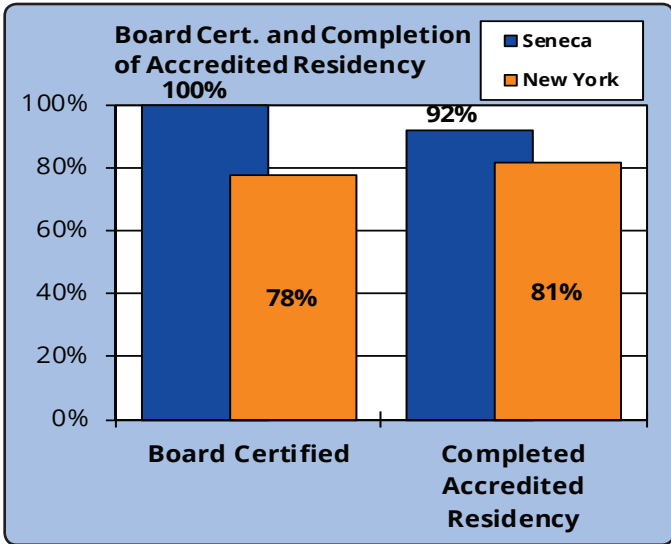 Board Cert. and Completion
of Accredited Residency
Seneca
New York
100%
92%
100%
80%
60%
40%
20%
0%
78%
81%
Board Certified
Completed
Accredited
Residency